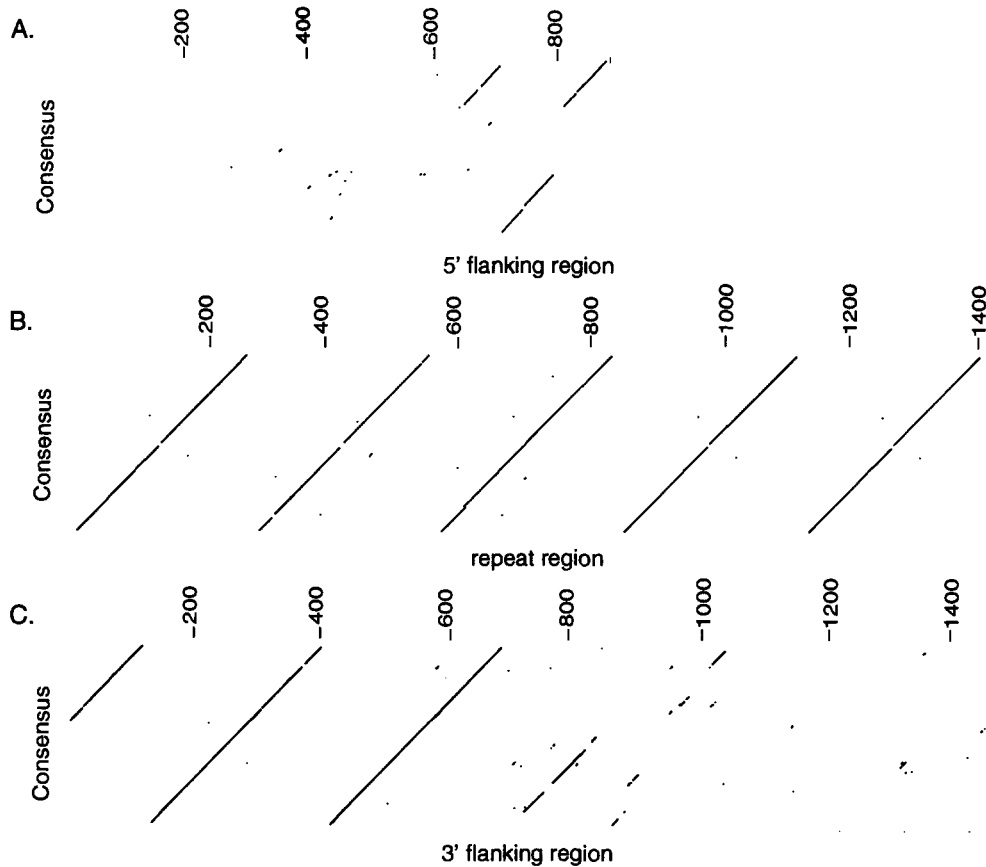 A.
-200
-400
-600
-800
Consensus
5' flanking region
B.
-200
-400
-600
-800
-1000
-1200
-1400
Consensus
repeat region
C.
-200
-400
-600
-800
-1000
-1200
-1400
Consensus
3' flanking region